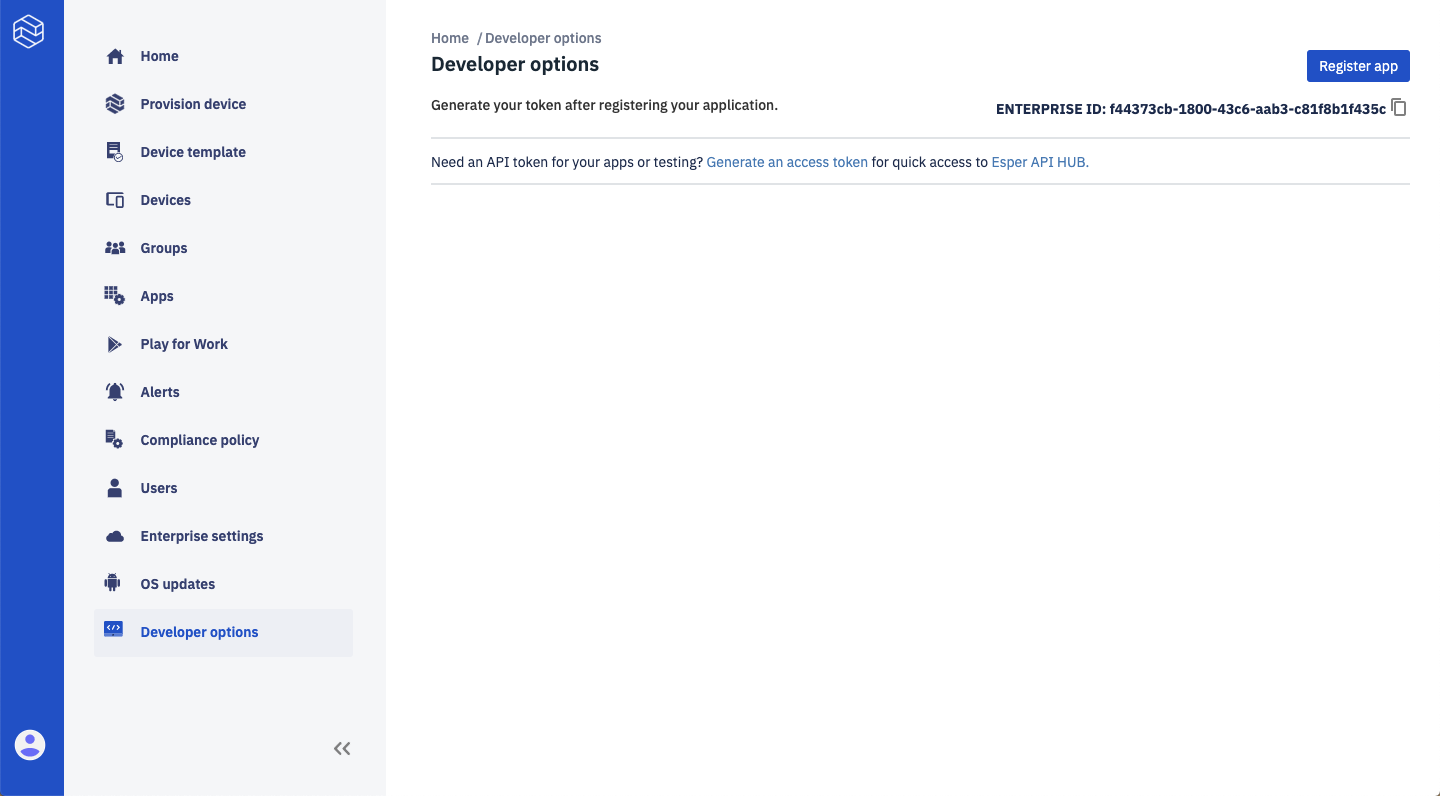 Home
Provision device
Device template
Devices
Groups
Apps
Play for Work
Alerts
Compliance policy
Users
Enterprise settings
OS updates
Developer options
Home / Developer options
Developer options
Register app
Generate your token after registering your application.
ENTERPRISE ID: f44373cb-1800-43c6-aab3-c81f8b1f435c
Need an API token for your apps or testing? Generate an access token for quick access to Esper API HUB.